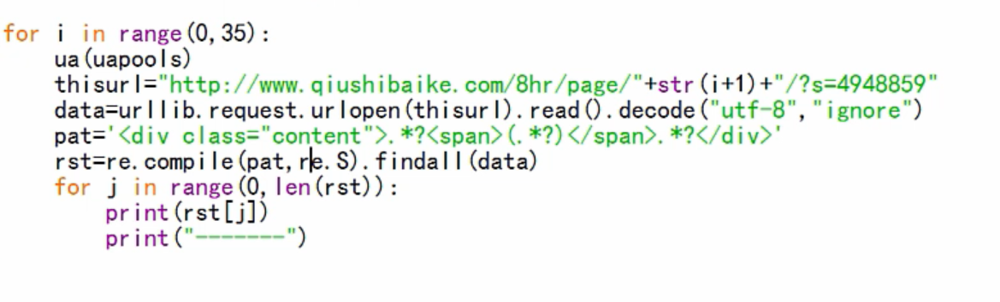 for i in range(0,35):
    ua(uapools)
    thisurl="http://www.qiushibaike.com/8hr/page/"+str(i+1)+"/?s=4948859"
    data=urllib.request.urlopen(thisurl).read().decode("utf-8","ignore")
    pat='<div class="content">.*?<span>(.*?)</span>.*?</div>'
    rst=re.compile(pat,re.S).findall(data)
    for j in range(0,len(rst)):
        print(rst[j])
        print("-------")